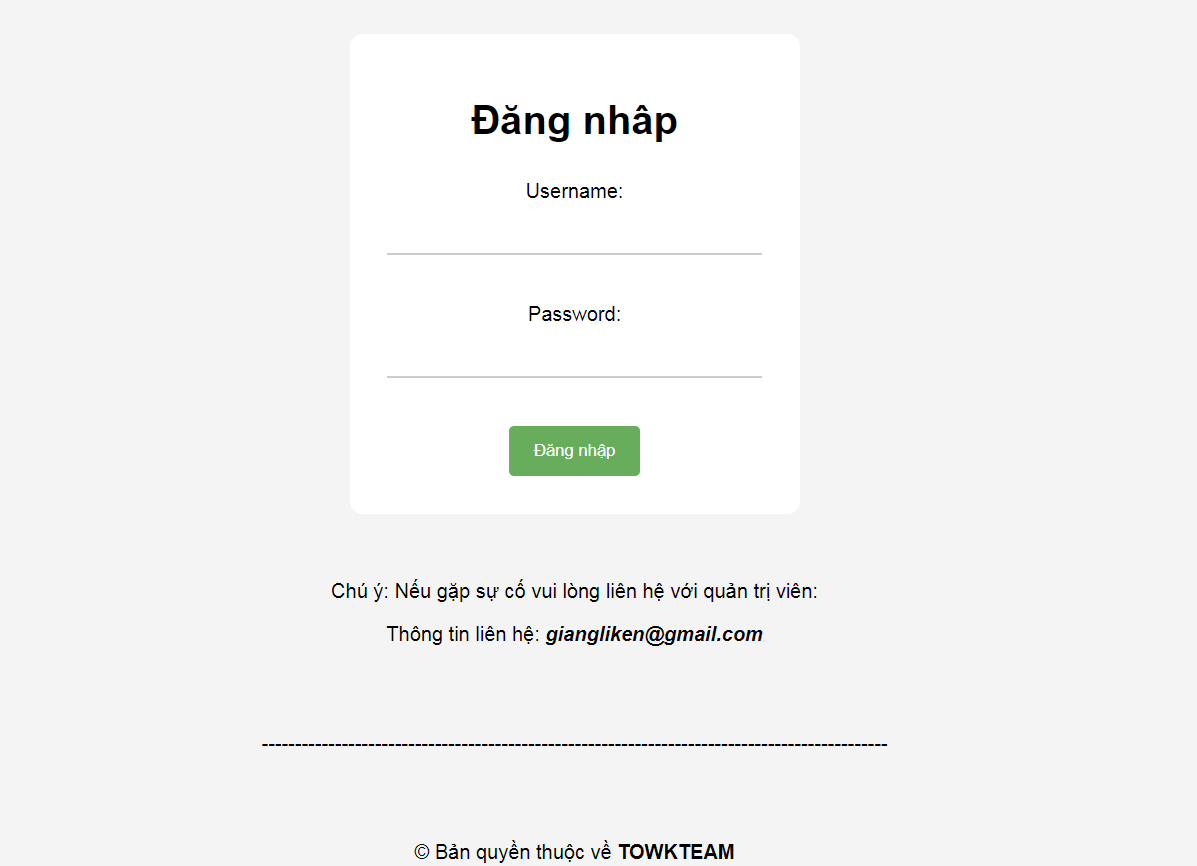 Đăng nhâp
Username:
Password:
Đăng nhập
Chú ý: Nếu gặp sự cố vui lòng liên hệ với quản trị viên:
Thông tin liên hệ: giangliken@gmail.com
----------------------------------------------------------------------------------------------
© Bản quyền thuộc về TOWKTEAM